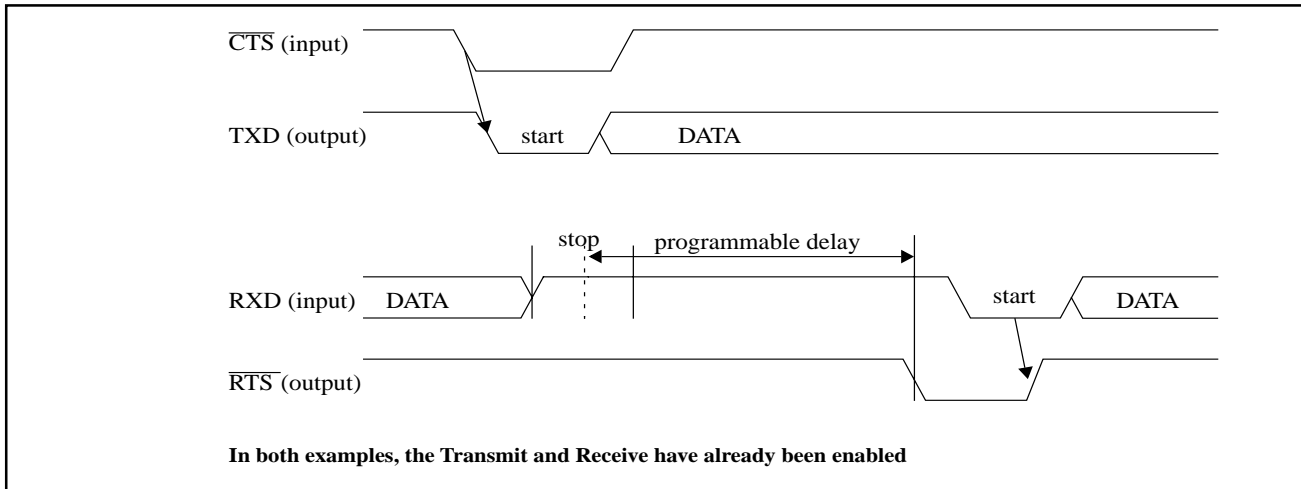 CTS (input)
TXD (output) start DATA
stop programmable delay
RXD (input) DATA start DATA
RTS (output)
In both examples, the Transmit and Receive have already been enabled